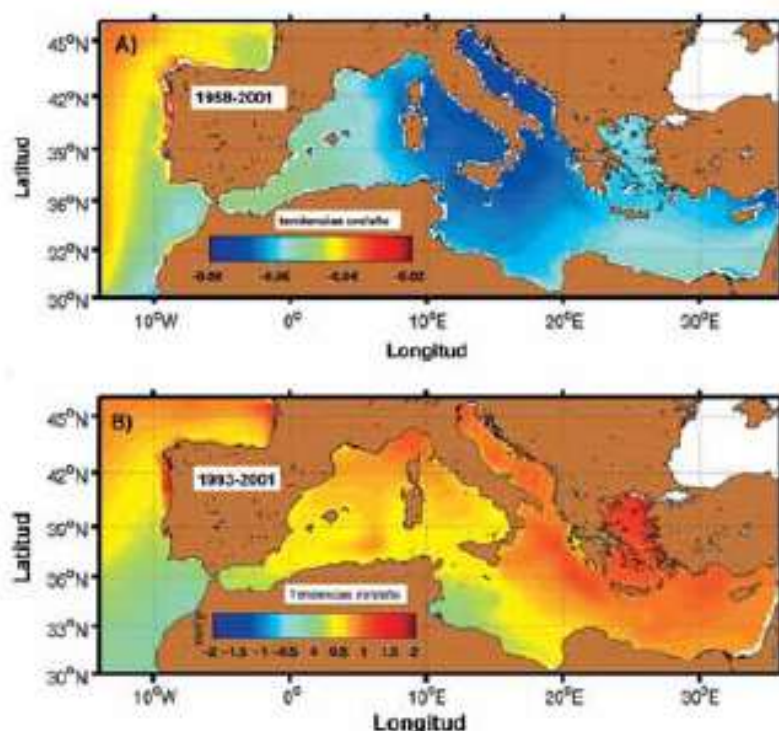 A)
45°N
42°N
39°N
36°N
33°N
30°N
Latitud
1958-2001
tendencias cm/año
-0.08 -0.06 -0.04 -0.02
10°W 0° 10°E 20°E 30°E
Longitud
B)
45°N
42°N
39°N
36°N
33°N
30°N
Latitud
1993-2001
Tendencias cm/año
-2 -1.5 -1 -0.5 0 0.5 1 1.5 2
10°W 0° 10°E 20°E 30°E
Longitud